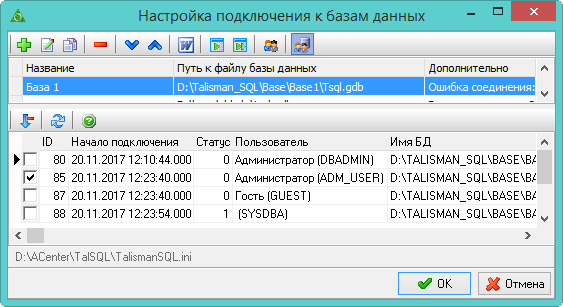 Настройка подключения к базам данных
Название Путь к файлу базы данных Дополнительно
База 1 D:\Talisman_SQL\Base\Base1\Tsql.gdb Ошибка соединения:
ID Начало подключения Статус Пользователь Имя БД
80 20.11.2017 12:10:44.000 0 Администратор (DBADMIN) D:\TALISMAN_SQL\BASE\BA
85 20.11.2017 12:23:40.000 0 Администратор (ADM_USER) D:\TALISMAN_SQL\BASE\BA
87 20.11.2017 12:23:40.000 0 Гость (GUEST) D:\TALISMAN_SQL\BASE\BA
88 20.11.2017 12:23:54.000 1 (SYSDBA) D:\TALISMAN_SQL\BASE\BA
D:\ACenter\TalSQL\TalismanSQL.ini
OK Отмена